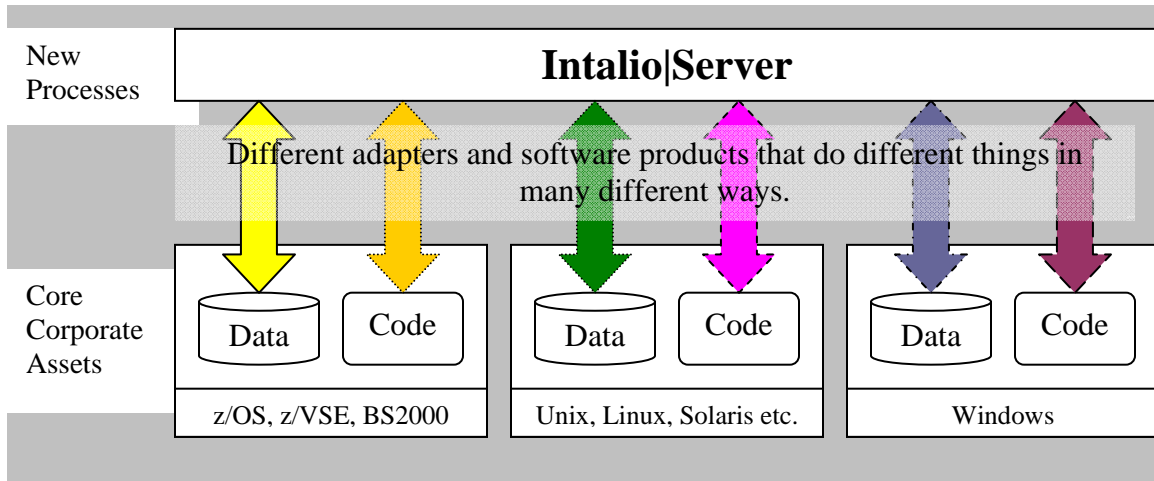 New
Processes
Intalio|Server
Different adapters and software products that do different things in
many different ways.
Core
Corporate
Assets
Data
Code
Data
Code
Data
Code
z/OS, z/VSE, BS2000
Unix, Linux, Solaris etc.
Windows